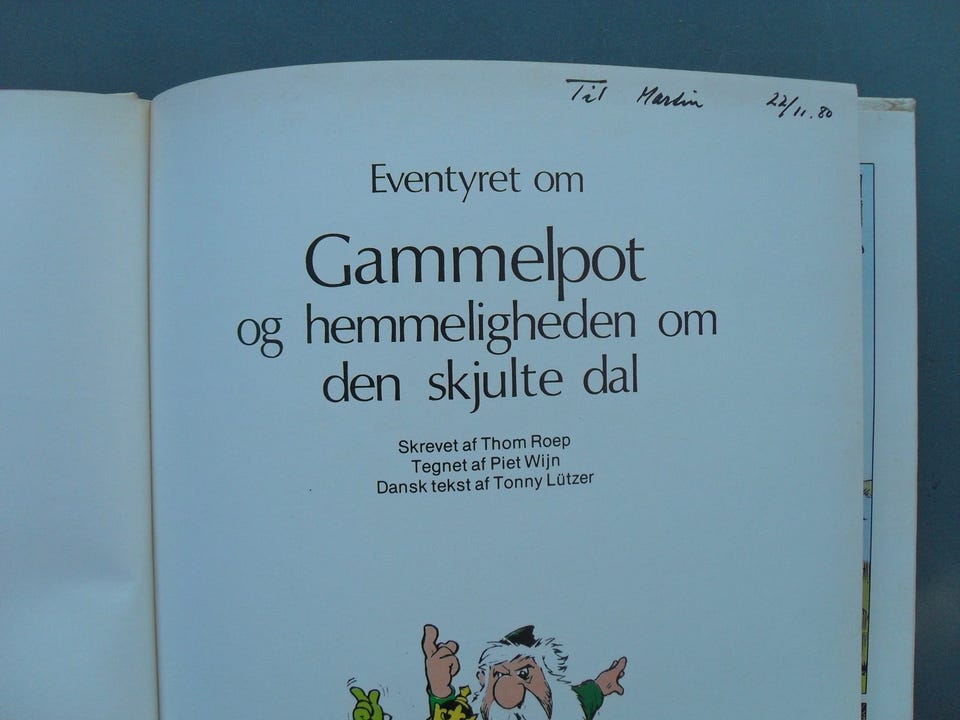 Til Martin 22/11.80
Eventyret om
Gammelpot
og hemmeligheden om
den skjulte dal
Skrevet af Thom Roep
Tegnet af Piet Wijn
Dansk tekst af Tonny Lützer